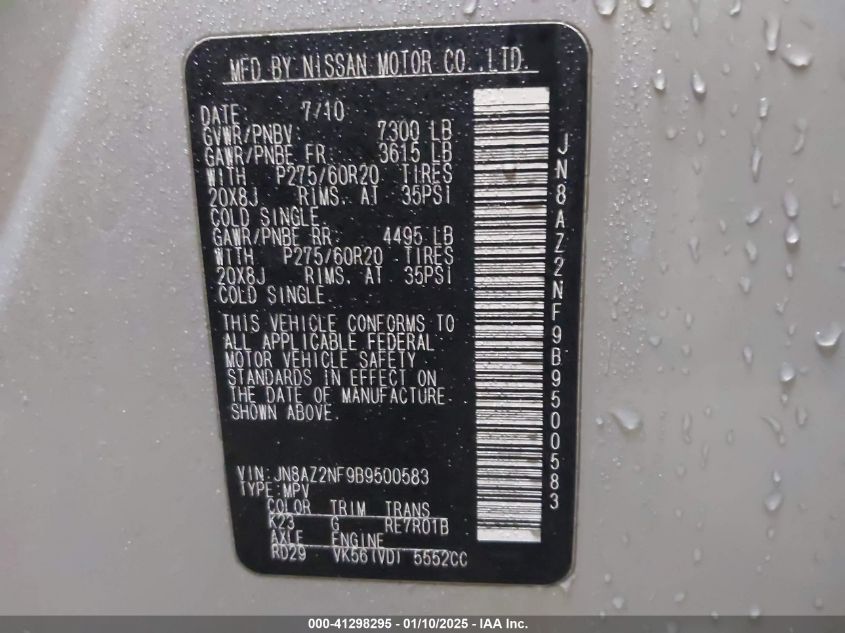 MFD BY NISSAN MOTOR CO.,LTD.
DATE: 7/10
GVWR/PNBV: 7300 LB
GAWR/PNBE FR. 3615 LB
WITH P275/60R20 TIRES
20X8J RIMS. AT 35PSI
COLD SINGLE
GAWR/PNBE RR. 4495 LB
WITH P275/60R20 TIRES
20X8J RIMS. AT 35PSI
COLD SINGLE
THIS VEHICLE CONFORMS TO
ALL APPLICABLE FEDERAL
MOTOR VEHICLE SAFETY
STANDARDS IN EFFECT ON
THE DATE OF MANUFACTURE
SHOWN ABOVE.
VIN: JN8AZ2NF9B9500583
TYPE: MPV
COLOR TRIM TRANS
K23 G RE7R01B
AXLE ENGINE
RD29 VK56(VD) 5552CC
JN8AZ2NF9B9500583
000-41298295 - 01/10/2025 - IAA Inc.